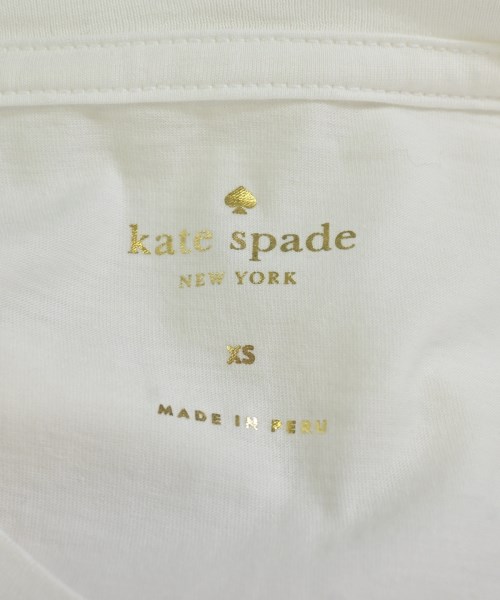 kate spade
NEW YORK
XS
MADE IN PERU